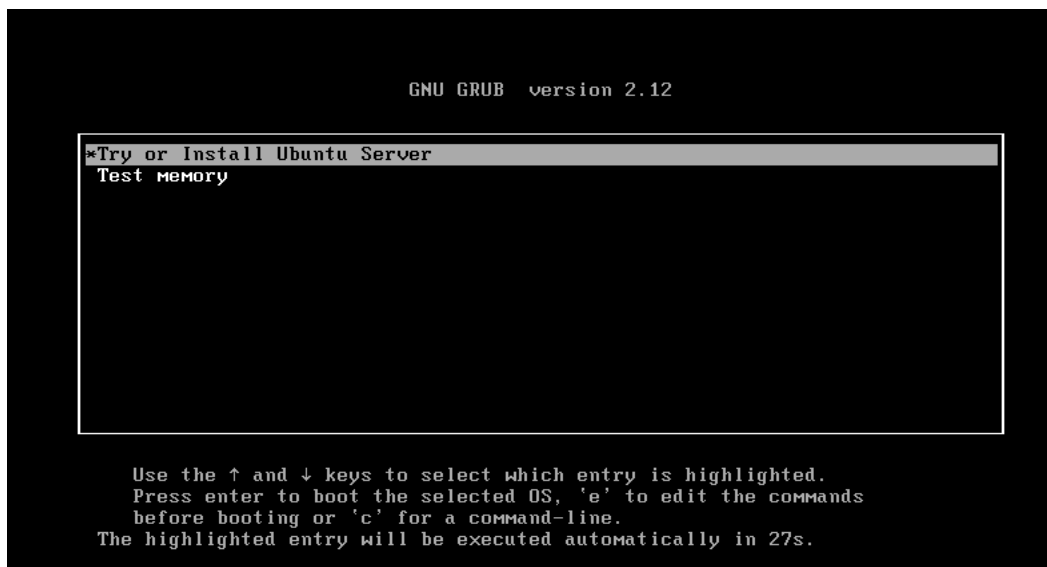 GNU GRUB version 2.12
*Try or Install Ubuntu Server
Test memory
Use the ↑ and ↓ keys to select which entry is highlighted.
Press enter to boot the selected OS, `e' to edit the commands
before booting or `c' for a command-line.
The highlighted entry will be executed automatically in 27s.